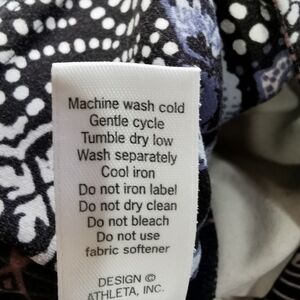 Machine wash cold
Gentle cycle
Tumble dry low
Wash separately
Cool iron
Do not iron label
Do not dry clean
Do not bleach
Do not use
fabric softener
DESIGN ©
ATHLETA, INC.